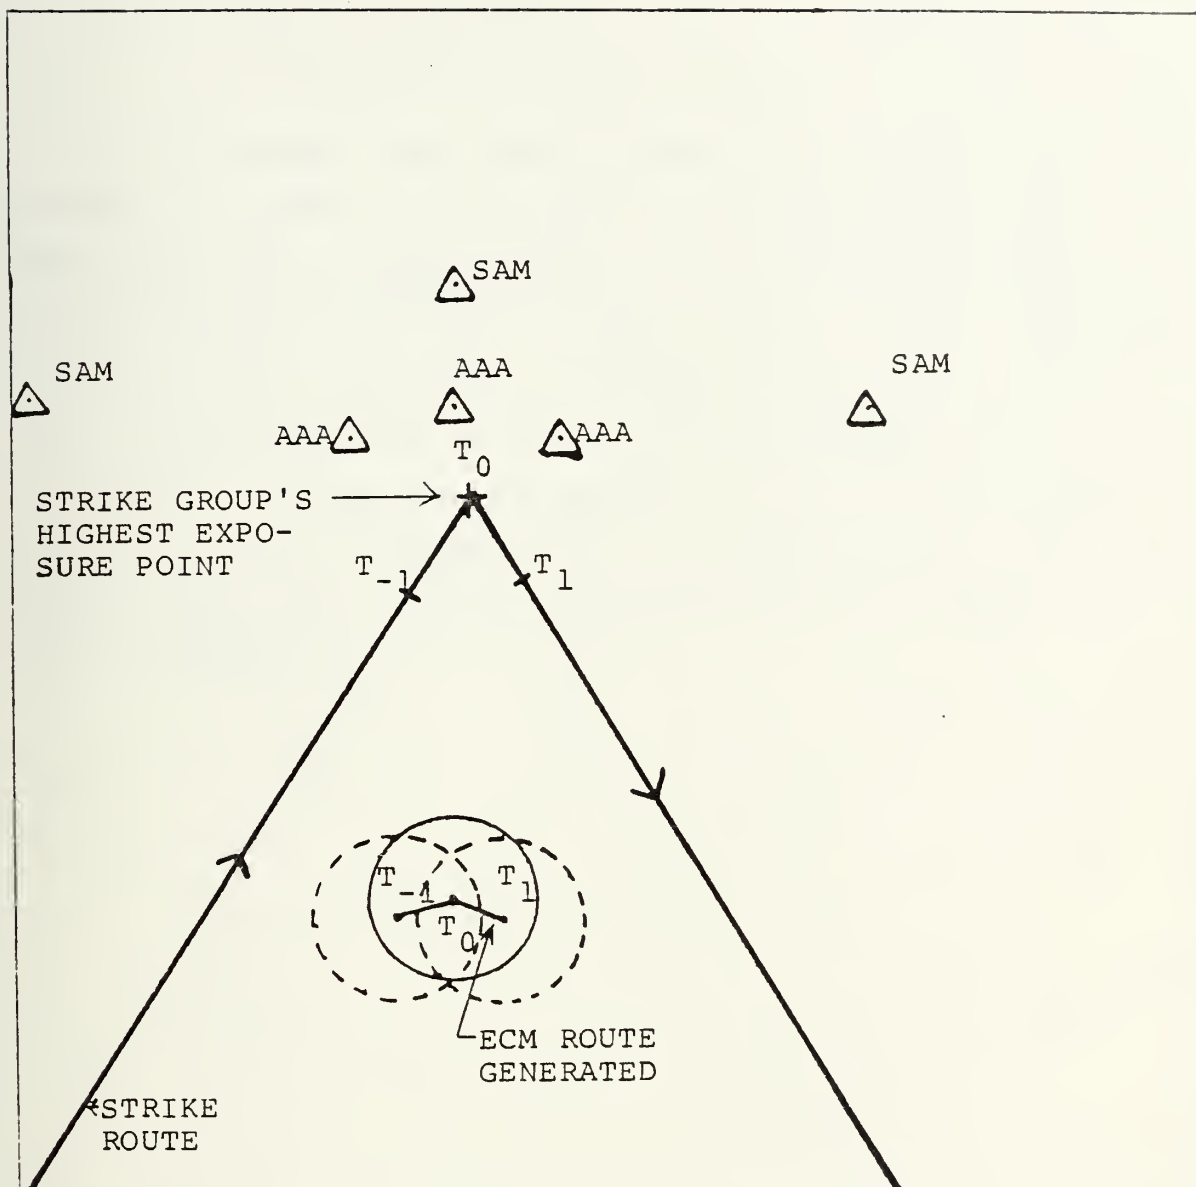 SAM
SAM
AAA
SAM
AAA
AAA
T0
STRIKE GROUP'S
HIGHEST EXPO-
SURE POINT
T-1
T1
T-1
T1
T0
ECM ROUTE
GENERATED
STRIKE
ROUTE